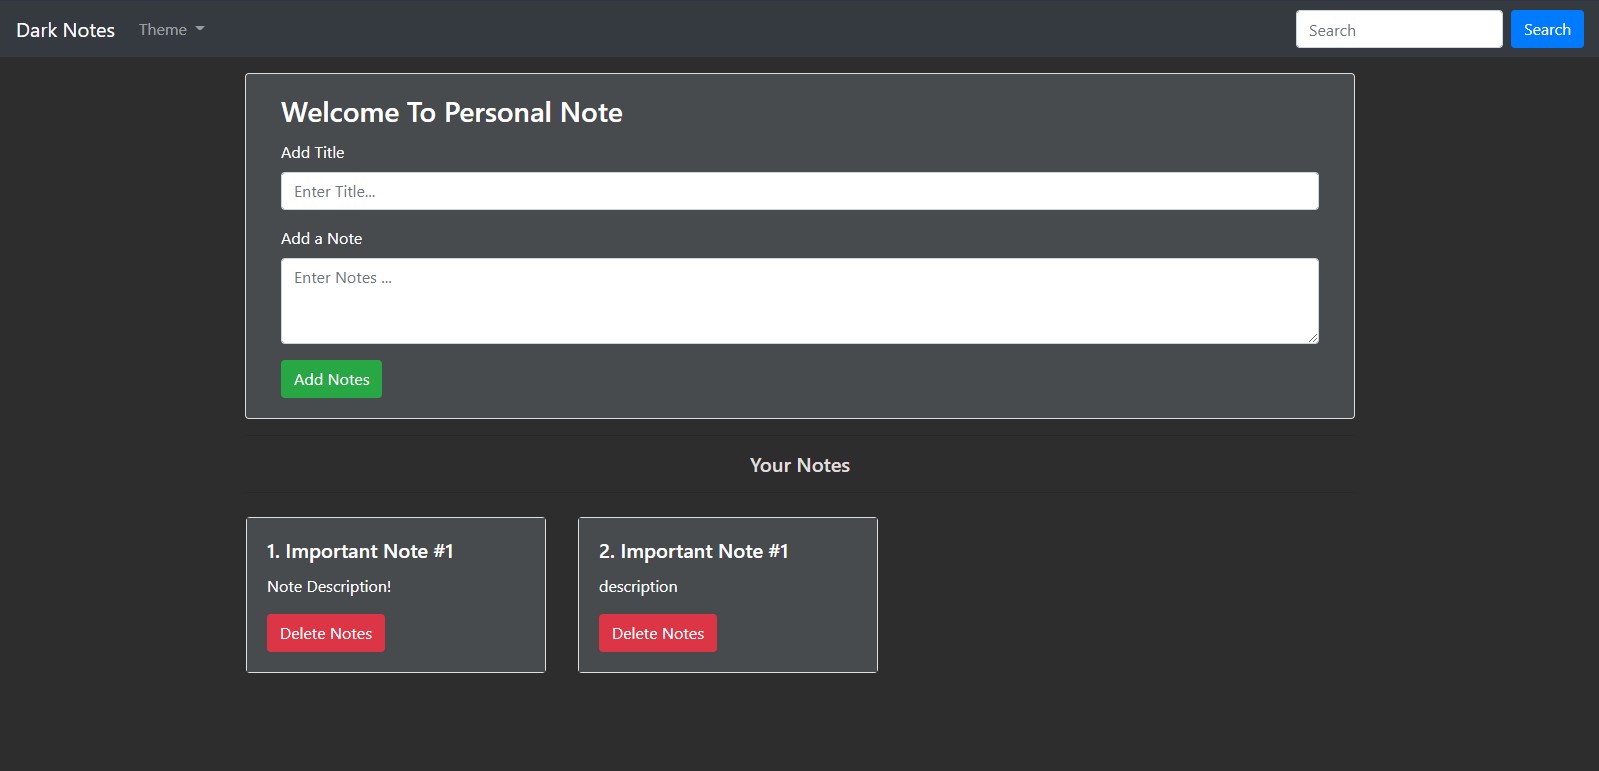 Dark Notes Theme Search Search
Welcome To Personal Note
Add Title
Enter Title...
Add a Note
Enter Notes ...
Add Notes
Your Notes
1. Important Note #1
Note Description!
Delete Notes
2. Important Note #1
description
Delete Notes